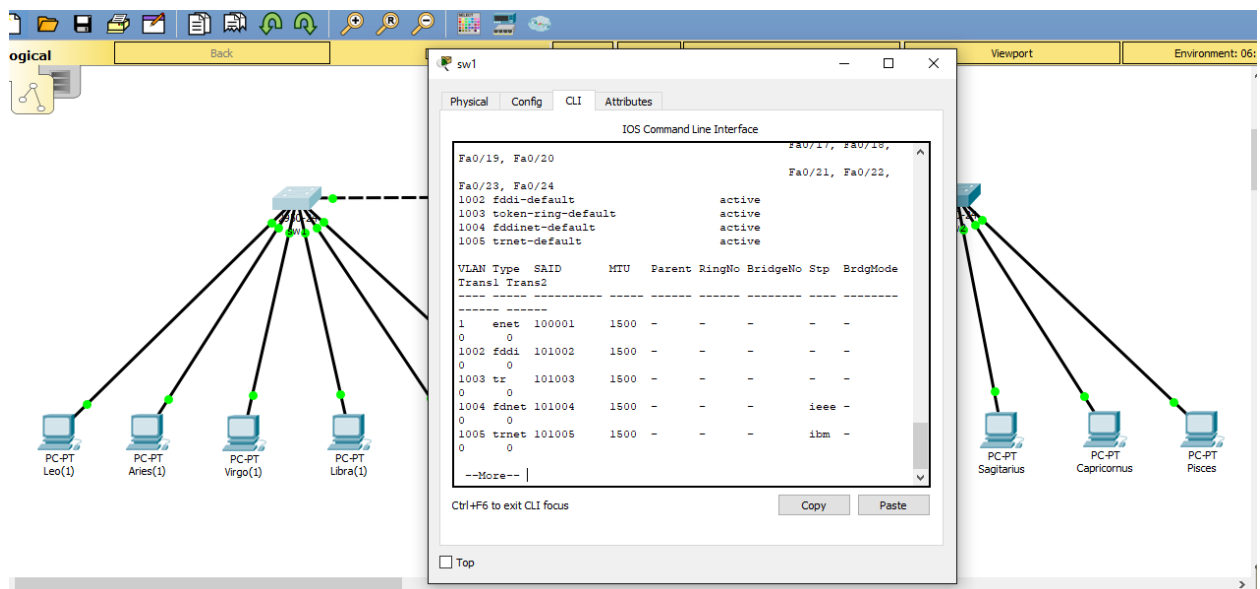 ogical
Back
Viewport
Environment: 06:
sw1
Physical Config CLI Attributes
IOS Command Line Interface
Fa0/17, Fa0/18,
Fa0/19, Fa0/20
Fa0/21, Fa0/22,
Fa0/23, Fa0/24
1002 fddi-default active
1003 token-ring-default active
1004 fddinet-default active
1005 trnet-default active
VLAN Type SAID MTU Parent RingNo BridgeNo Stp BrdgMode
Trans1 Trans2
---- ----- ---------- ----- ------ ------ -------- ---- --------
------ ------
1 enet 100001 1500 - - - - -
0 0
1002 fddi 101002 1500 - - - - -
0 0
1003 tr 101003 1500 - - - - -
0 0
1004 fdnet 101004 1500 - - - ieee -
0 0
1005 trnet 101005 1500 - - - ibm -
0 0
--More--
Ctrl+F6 to exit CLI focus
Copy Paste
Top
sw1
PC-PT
Leo(1)
PC-PT
Aries(1)
PC-PT
Virgo(1)
PC-PT
Libra(1)
PC-PT
Sagitarius
PC-PT
Capricornus
PC-PT
Pisces